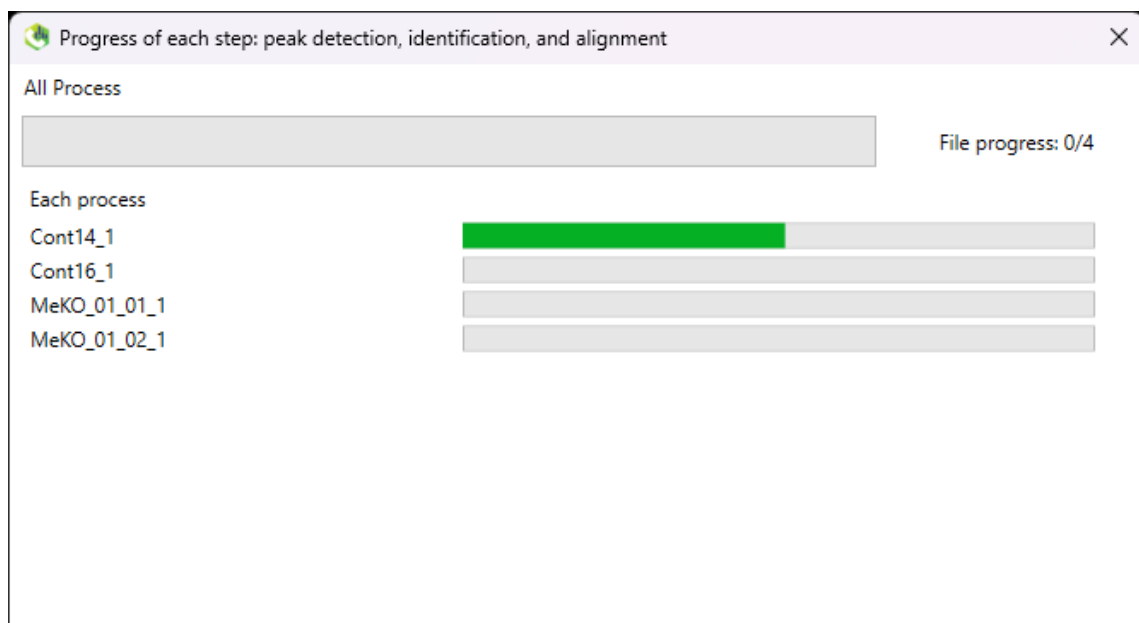 Progress of each step: peak detection, identification, and alignment
All Process
File progress: 0/4
Each process
Cont14_1
Cont16_1
MeKO_01_01_1
MeKO_01_02_1